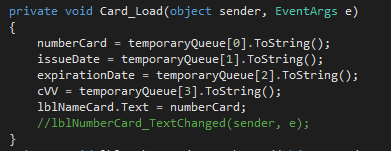 private void Card_Load(object sender, EventArgs e)
{
numberCard = temporaryQueue[0].ToString();
issueDate = temporaryQueue[1].ToString();
expirationDate = temporaryQueue[2].ToString();
cVV = temporaryQueue[3].ToString();
lblNameCard.Text = numberCard;
//lblNumberCard_TextChanged(sender, e);
}